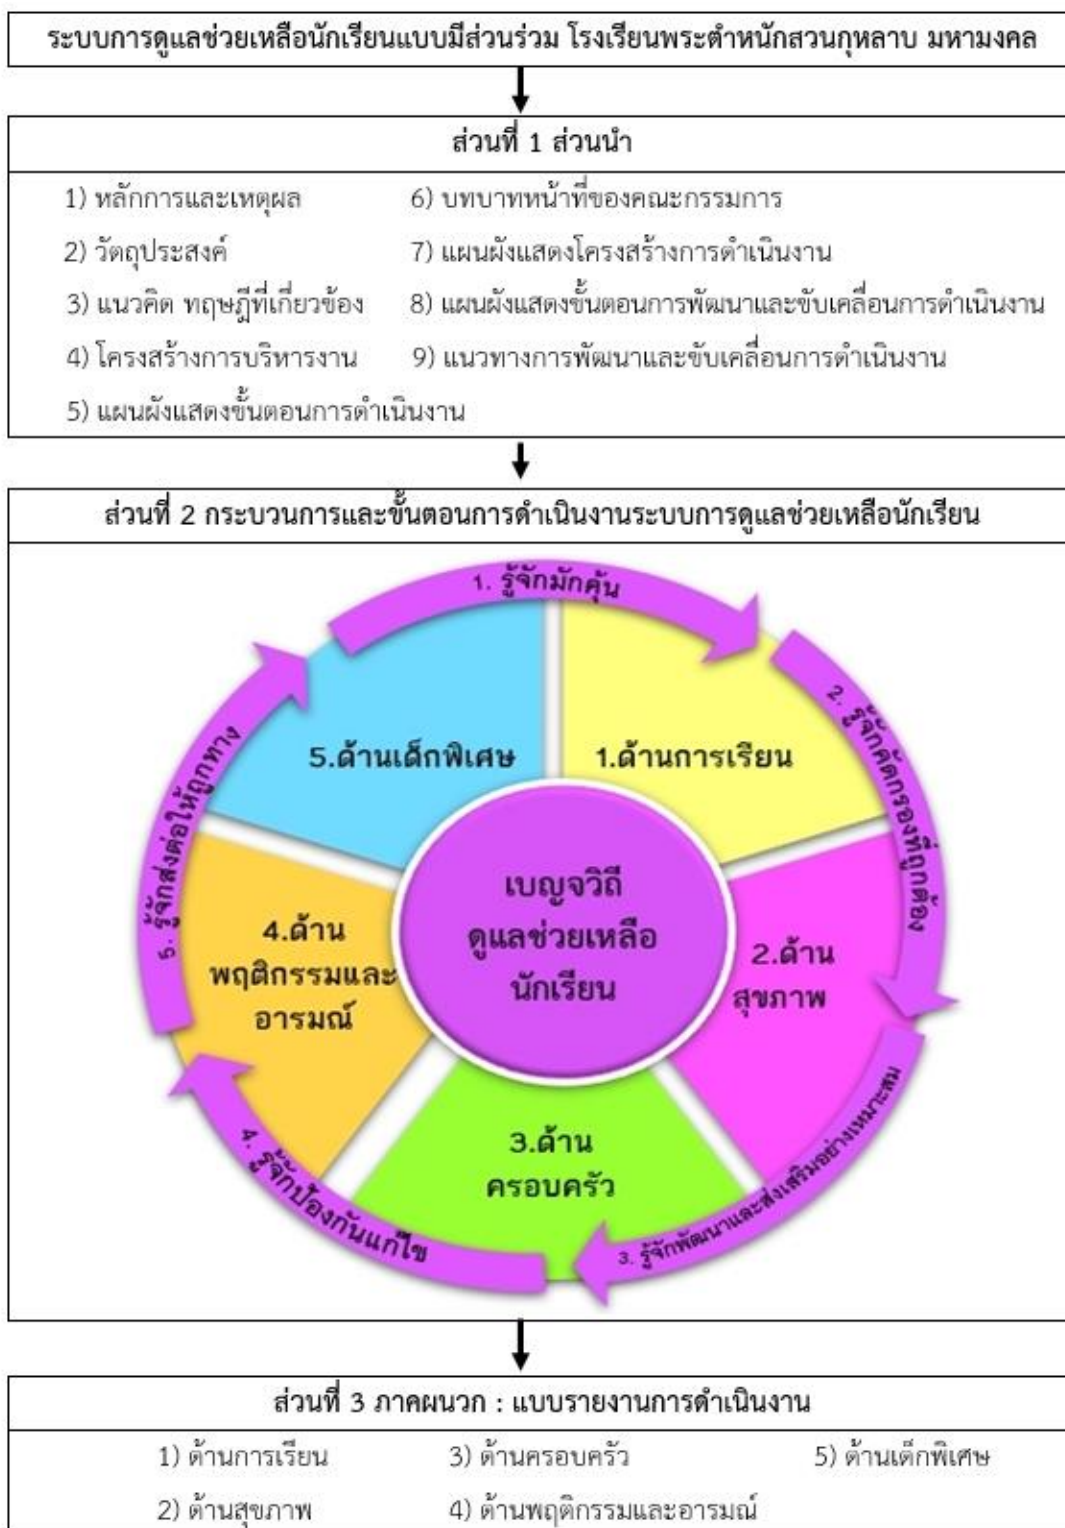 ระบบการดูแลช่วยเหลือนักเรียนแบบมีส่วนร่วม โรงเรียนพระตำหนักสวนกุหลาบ มหามงคล
ส่วนที่ 1 ส่วนนำ
1) หลักการและเหตุผล
6) บทบาทหน้าที่ของคณะกรรมการ
2) วัตถุประสงค์
7) แผนผังแสดงโครงสร้างการดำเนินงาน
3) แนวคิด ทฤษฎีที่เกี่ยวข้อง
8) แผนผังแสดงขั้นตอนการพัฒนาและขับเคลื่อนการดำเนินงาน
4) โครงสร้างการบริหารงาน
9) แนวทางการพัฒนาและขับเคลื่อนการดำเนินงาน
5) แผนผังแสดงขั้นตอนการดำเนินงาน
ส่วนที่ 2 กระบวนการและขั้นตอนการดำเนินงานระบบการดูแลช่วยเหลือนักเรียน
1. รู้จักมักคุ้น
2. รู้จักคัดกรองที่ถูกต้อง
3. รู้จักพัฒนาและส่งเสริมอย่างเหมาะสม
4. รู้จักป้องกันแก้ไข
5. รู้จักส่งต่อให้ถูกทาง
1.ด้านการเรียน
2.ด้าน
สุขภาพ
3.ด้าน
ครอบครัว
4.ด้าน
พฤติกรรมและ
อารมณ์
5.ด้านเด็กพิเศษ
เบญจวิถี
ดูแลช่วยเหลือ
นักเรียน
ส่วนที่ 3 ภาคผนวก : แบบรายงานการดำเนินงาน
1) ด้านการเรียน
3) ด้านครอบครัว
5) ด้านเด็กพิเศษ
2) ด้านสุขภาพ
4) ด้านพฤติกรรมและอารมณ์